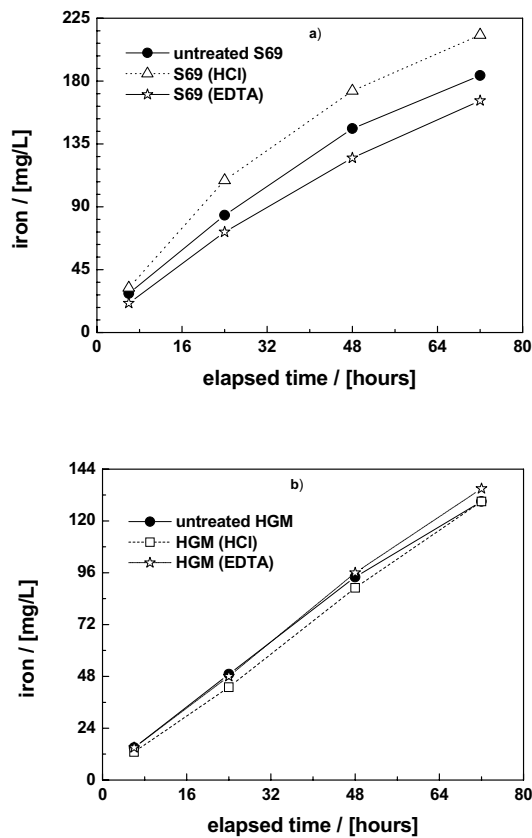 a)
225
180
135
90
45
0
untreated S69
S69 (HCl)
S69 (EDTA)
iron / [mg/L]
0 16 32 48 64 80
elapsed time / [hours]
b)
144
120
96
72
48
24
0
untreated HGM
HGM (HCl)
HGM (EDTA)
iron / [mg/L]
0 16 32 48 64 80
elapsed time / [hours]